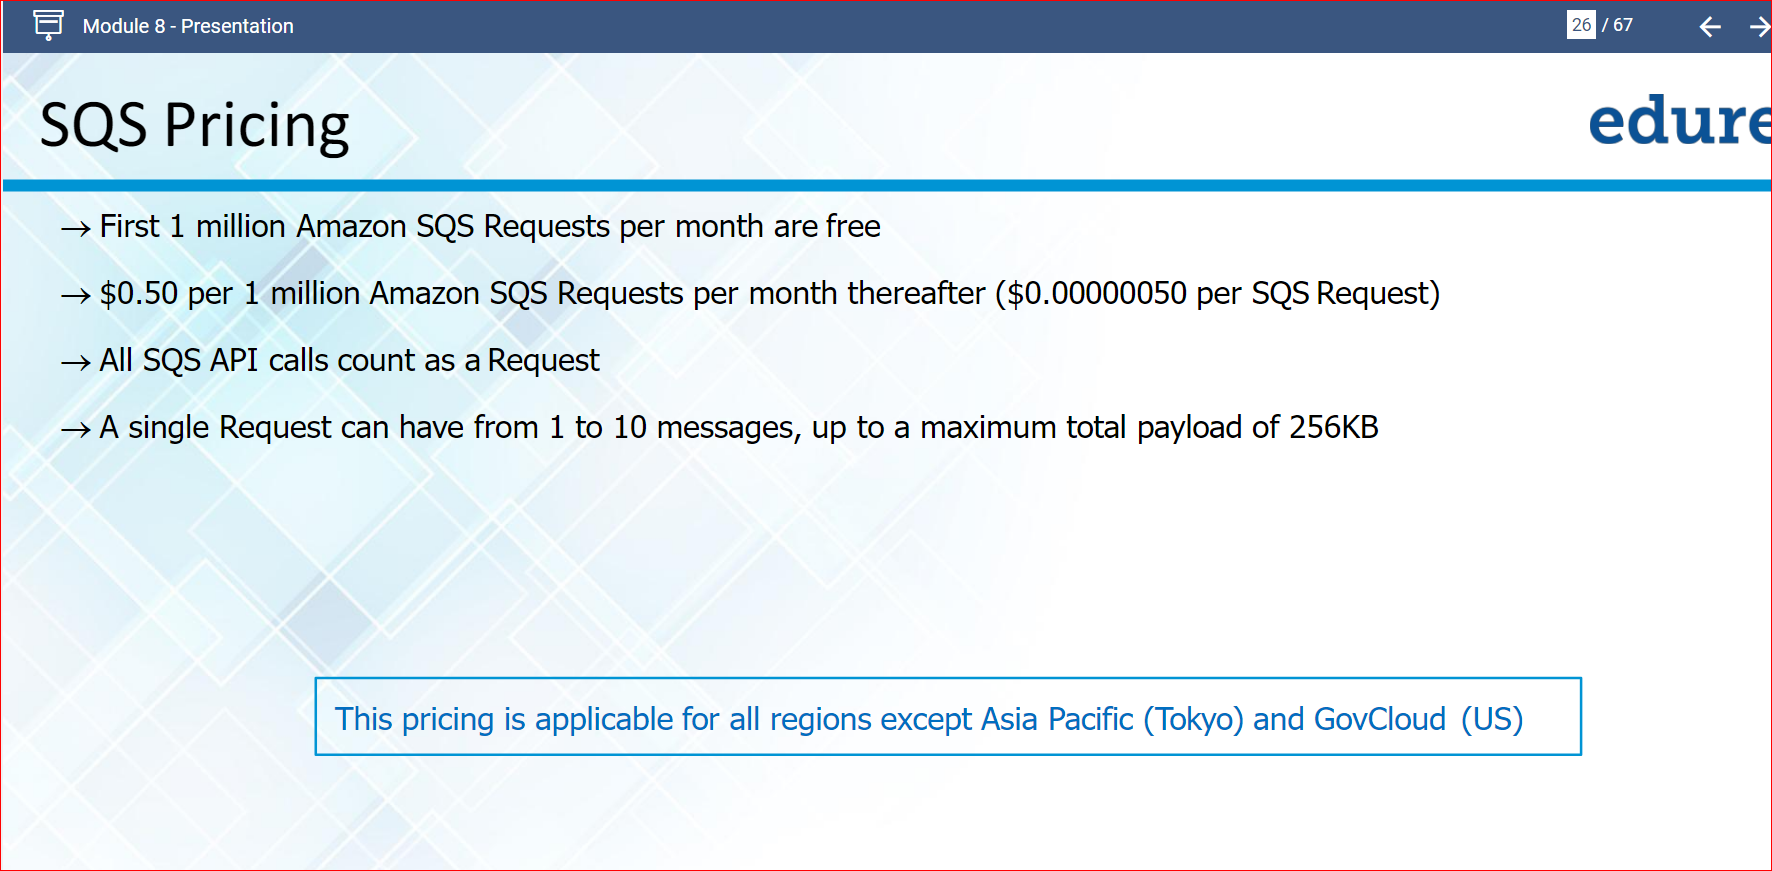 Module 8 - Presentation
26 / 67
SQS Pricing
edure
→ First 1 million Amazon SQS Requests per month are free
→ $0.50 per 1 million Amazon SQS Requests per month thereafter ($0.00000050 per SQS Request)
→ All SQS API calls count as a Request
→ A single Request can have from 1 to 10 messages, up to a maximum total payload of 256KB
This pricing is applicable for all regions except Asia Pacific (Tokyo) and GovCloud (US)